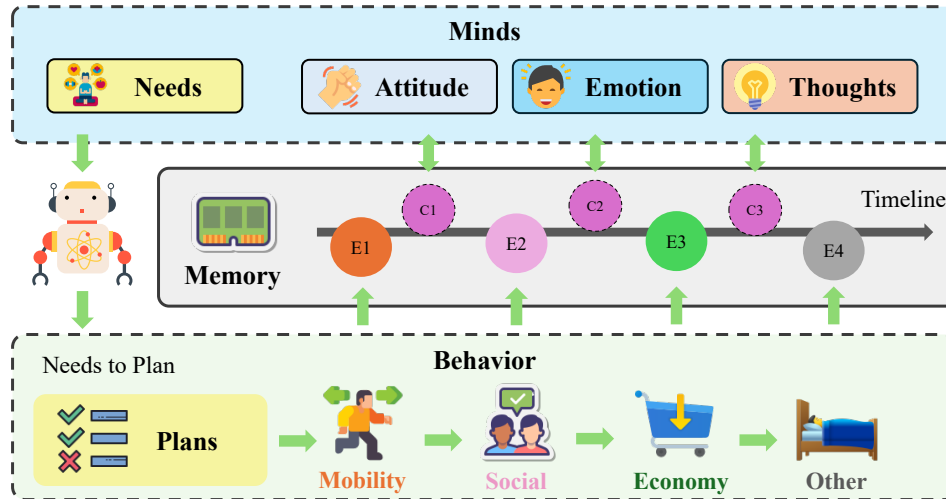 Minds
Needs
Attitude
Emotion
Thoughts
C1
C2
C3
Timeline
E1
E2
E3
E4
Memory
Needs to Plan
Behavior
Plans
Mobility
Social
Economy
Other